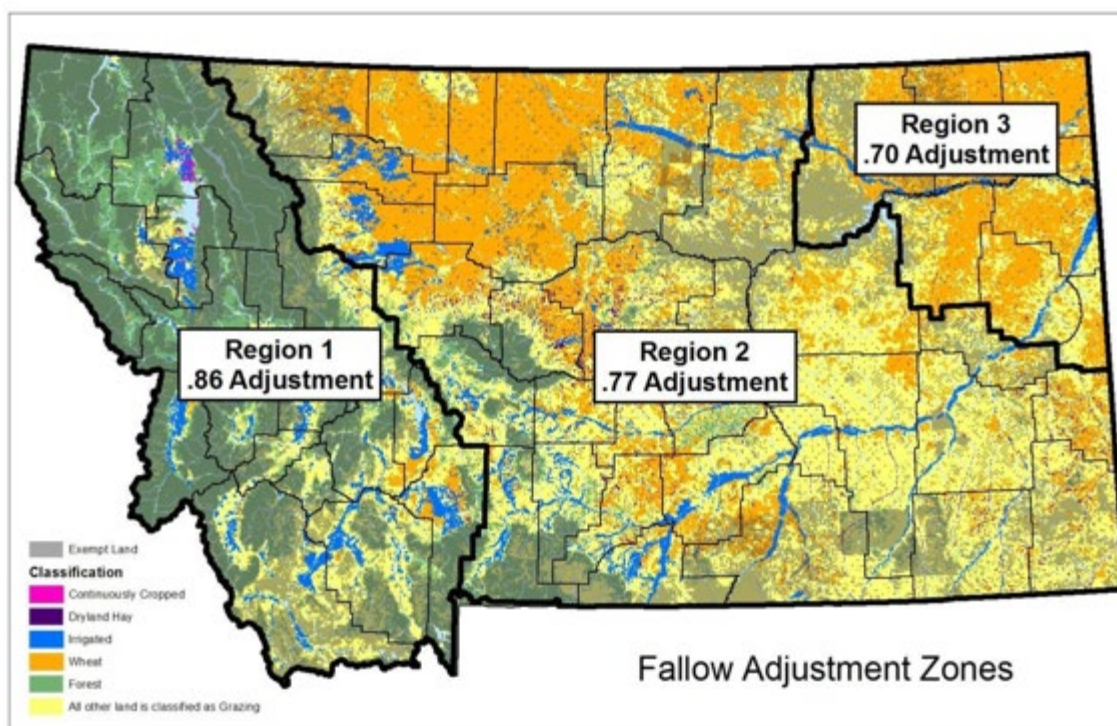 Region 3
.70 Adjustment
Region 1
.86 Adjustment
Region 2
.77 Adjustment
Exempt Land
Classification
Continuously Cropped
Dryland Hay
Irrigated
Wheat
Forest
All other land is classified as Grazing
Fallow Adjustment Zones